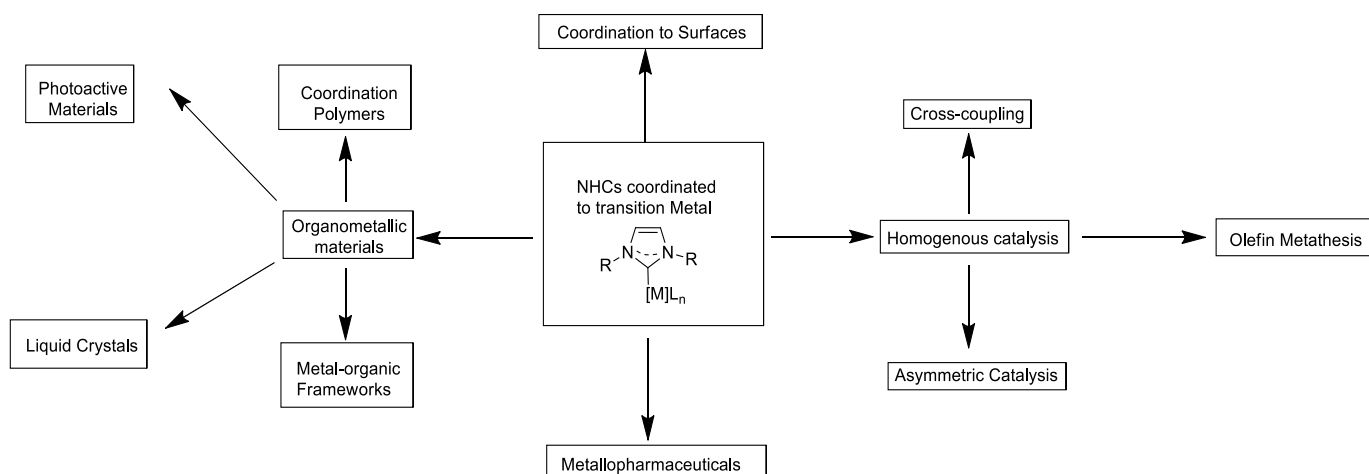 Coordination to Surfaces
Photoactive
Materials
Coordination
Polymers
Cross-coupling
NHCs coordinated
to transition Metal
Organometallic
materials
Homogenous catalysis
Olefin Metathesis
N
N
R
R
[M]Lₙ
Liquid Crystals
Metal-organic
Frameworks
Asymmetric Catalysis
Metallopharmaceuticals